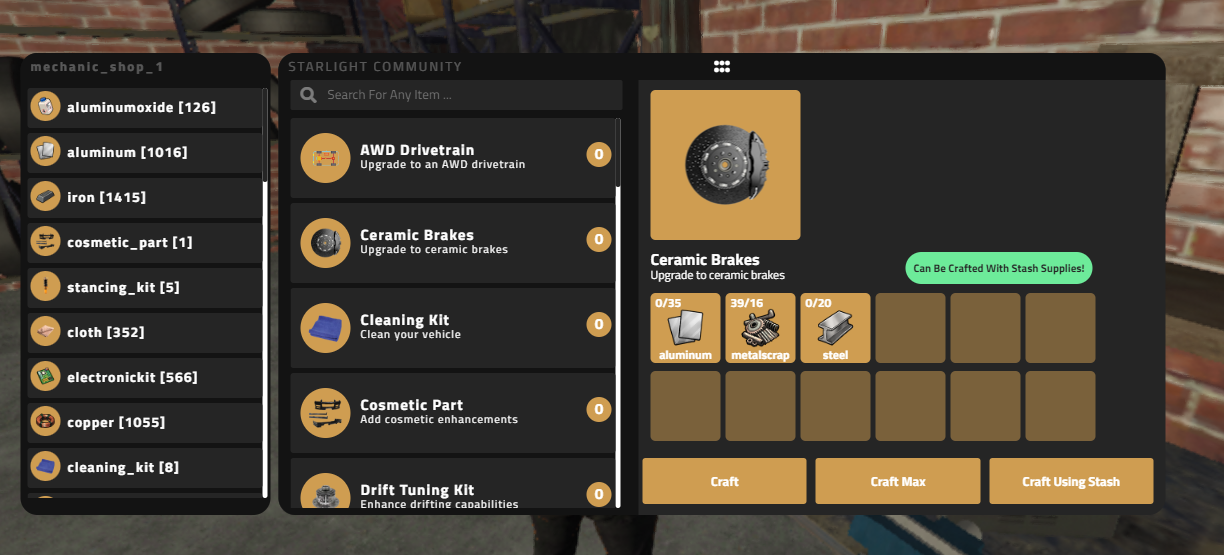 mechanic_shop_1
aluminumoxide [126]
aluminum [1016]
iron [1415]
cosmetic_part [1]
stancing_kit [5]
cloth [352]
electronickit [566]
copper [1055]
cleaning_kit [8]
STARLIGHT COMMUNITY
Search For Any Item ...
AWD Drivetrain
Upgrade to an AWD drivetrain
0
Ceramic Brakes
Upgrade to ceramic brakes
0
Cleaning Kit
Clean your vehicle
0
Cosmetic Part
Add cosmetic enhancements
0
Drift Tuning Kit
Enhance drifting capabilities
0
Ceramic Brakes
Upgrade to ceramic brakes
Can Be Crafted With Stash Supplies!
0/35
aluminum
39/16
metalscrap
0/20
steel
Craft
Craft Max
Craft Using Stash